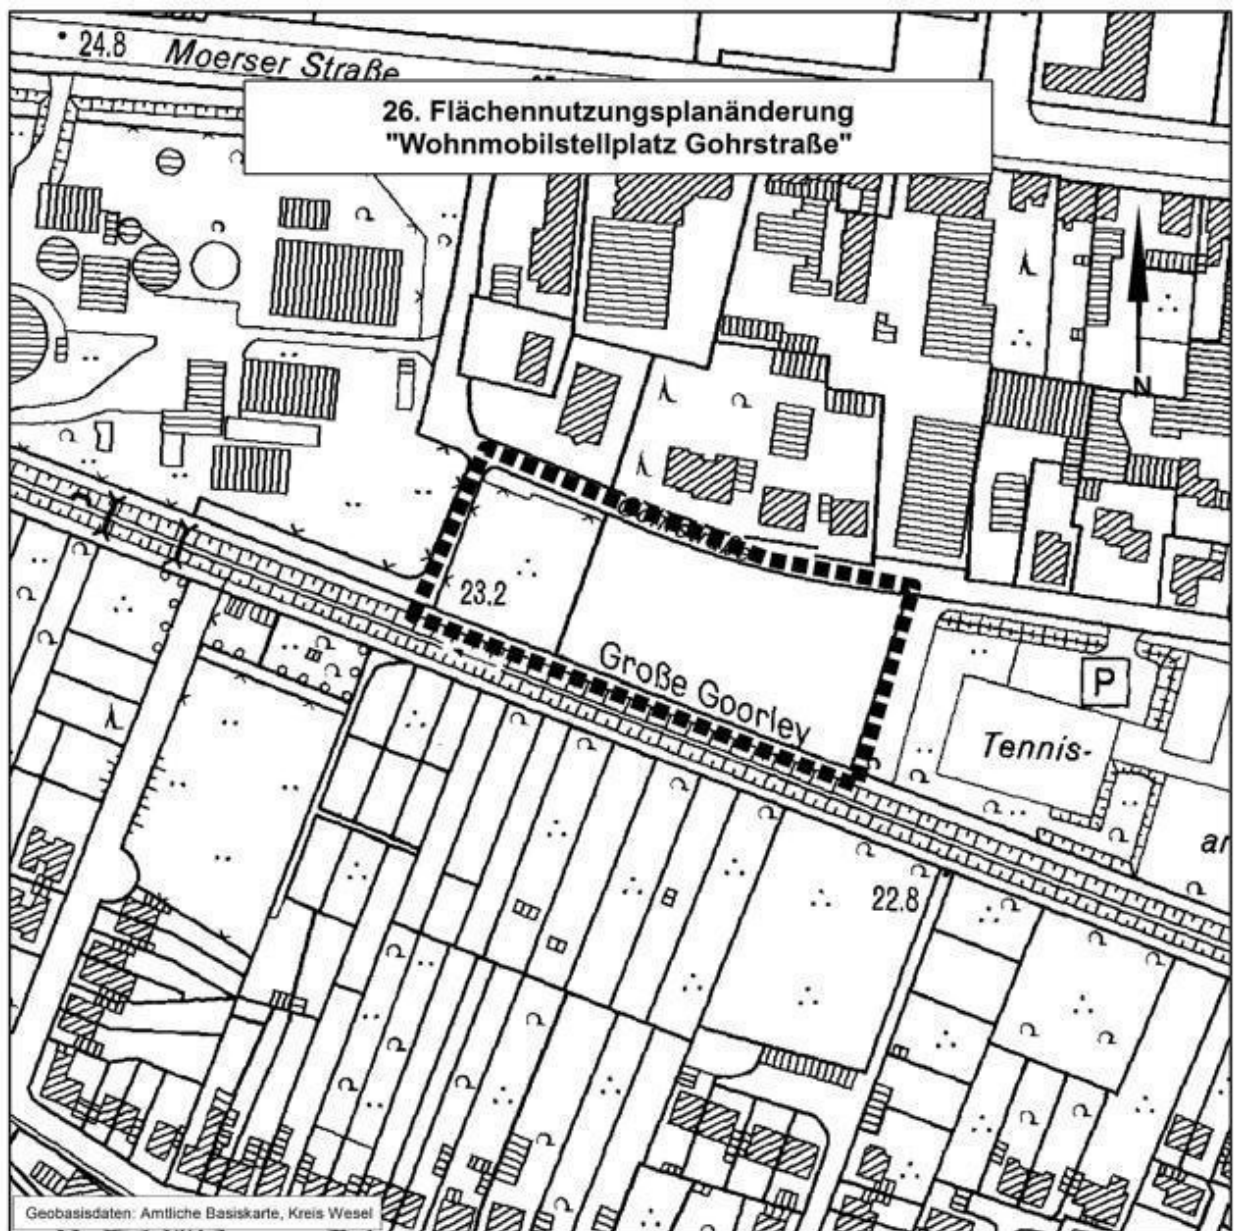 24.8
Moerser Straße
26. Flächennutzungsplanänderung
"Wohnmobilstellplatz Gohrstraße"
N
23.2
Große Goorley
P
Tennis-
22.8
Geobasisdaten: Amtliche Basiskarte, Kreis Wesel